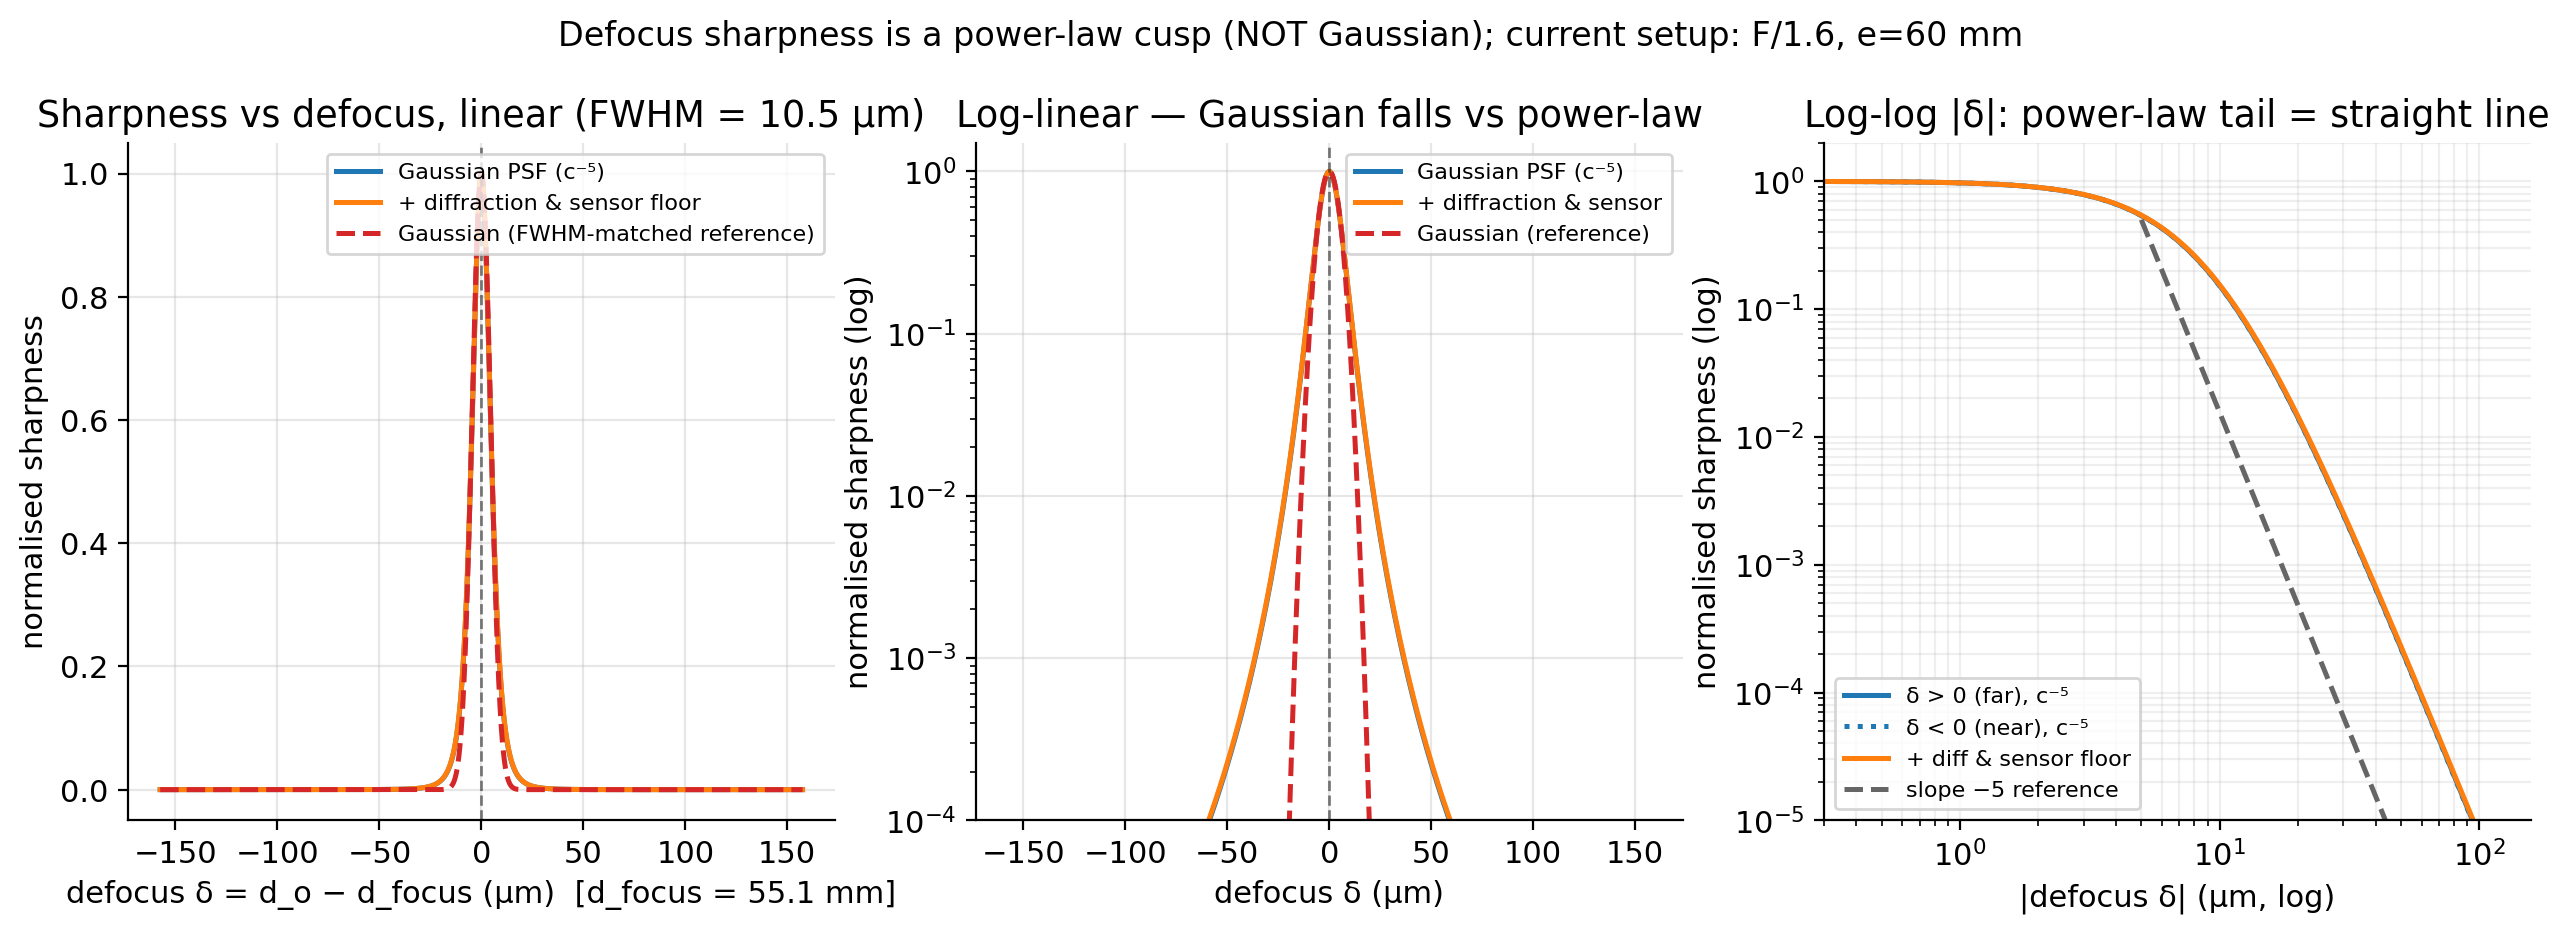 Defocus sharpness is a power-law cusp (NOT Gaussian); current setup: F/1.6, e=60 mm
Sharpness vs defocus, linear (FWHM = 10.5 μm)
normalised sharpness
1.0
0.8
0.6
0.4
0.2
0.0
Gaussian PSF (c⁻⁵)
+ diffraction & sensor floor
Gaussian (FWHM-matched reference)
−150 −100 −50 0 50 100 150
defocus δ = d_o − d_focus (μm) [d_focus = 55.1 mm]
Log-linear — Gaussian falls vs power-law
normalised sharpness (log)
10⁰
10⁻¹
10⁻²
10⁻³
10⁻⁴
Gaussian PSF (c⁻⁵)
+ diffraction & sensor
Gaussian (reference)
−150 −100 −50 0 50 100 150
defocus δ (μm)
Log-log |δ|: power-law tail = straight line
normalised sharpness (log)
10⁰
10⁻¹
10⁻²
10⁻³
10⁻⁴
10⁻⁵
δ > 0 (far), c⁻⁵
δ < 0 (near), c⁻⁵
+ diff & sensor floor
slope −5 reference
10⁰ 10¹ 10²
|defocus δ| (μm, log)